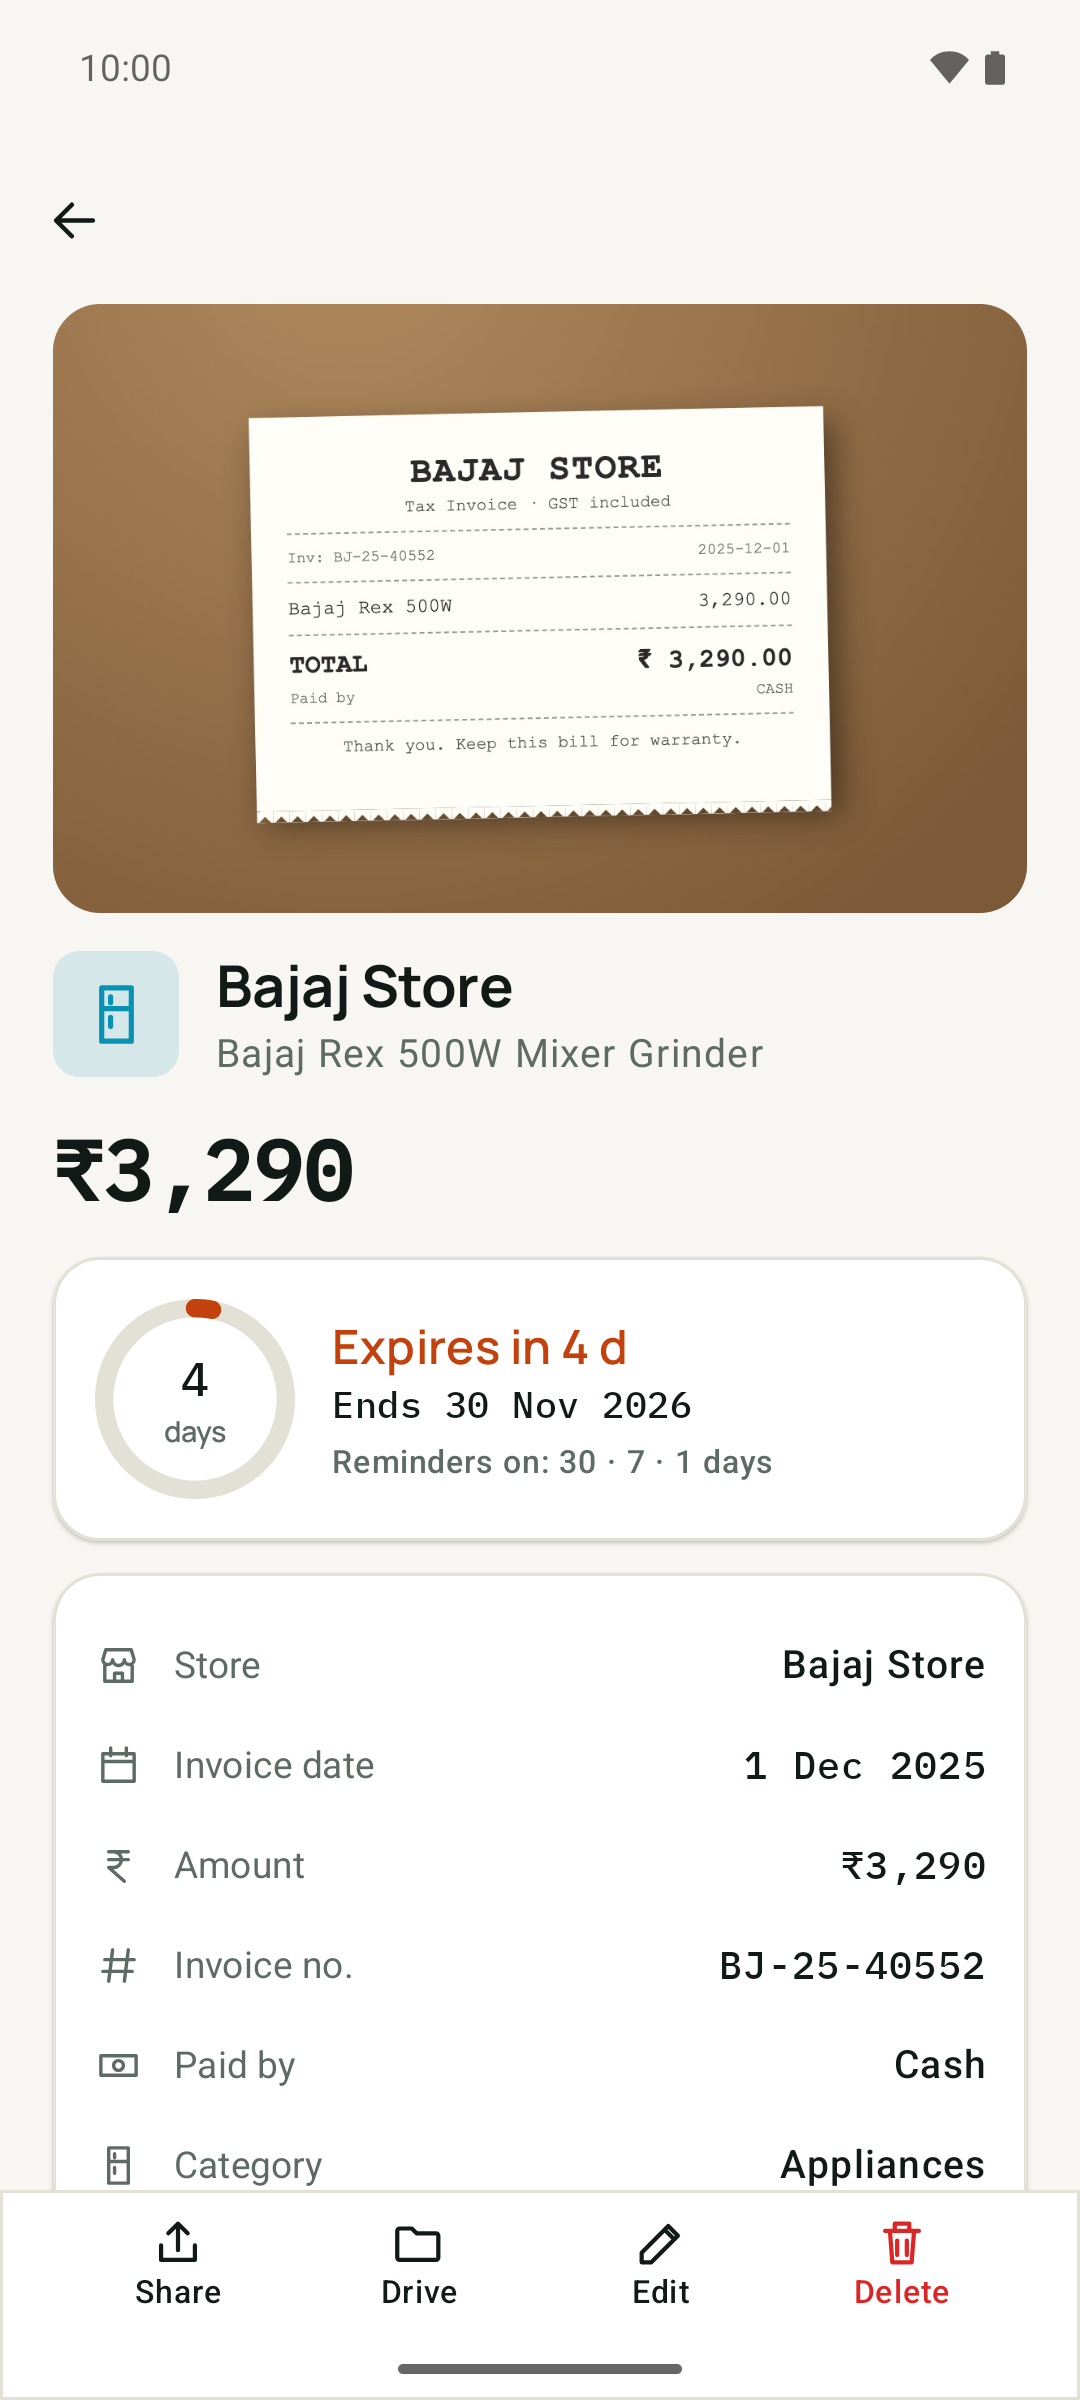 10:00
BAJAJ STORE
Tax Invoice · GST included
Inv: BJ-25-40552 2025-12-01
Bajaj Rex 500W 3,290.00
TOTAL ₹ 3,290.00
Paid by CASH
Thank you. Keep this bill for warranty.
Bajaj Store
Bajaj Rex 500W Mixer Grinder
₹3,290
4
days
Expires in 4 d
Ends 30 Nov 2026
Reminders on: 30 · 7 · 1 days
Store Bajaj Store
Invoice date 1 Dec 2025
Amount ₹3,290
Invoice no. BJ-25-40552
Paid by Cash
Category Appliances
Share Drive Edit Delete